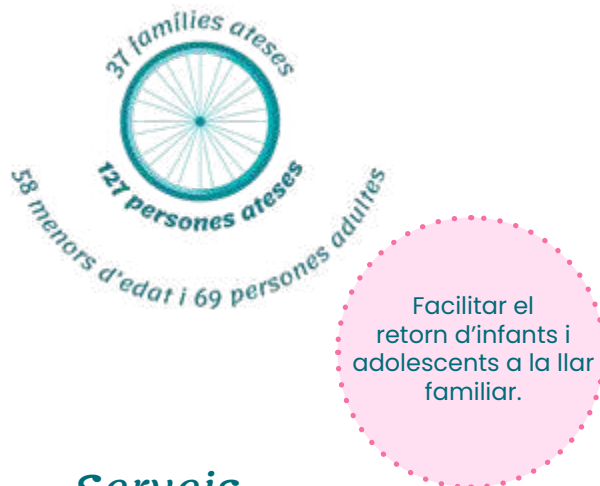 37 famílies ateses
127 persones ateses
58 menors d'edat i 69 persones adultes
Facilitar el
retorn d'infants i
adolescents a la llar
familiar.
Serveis